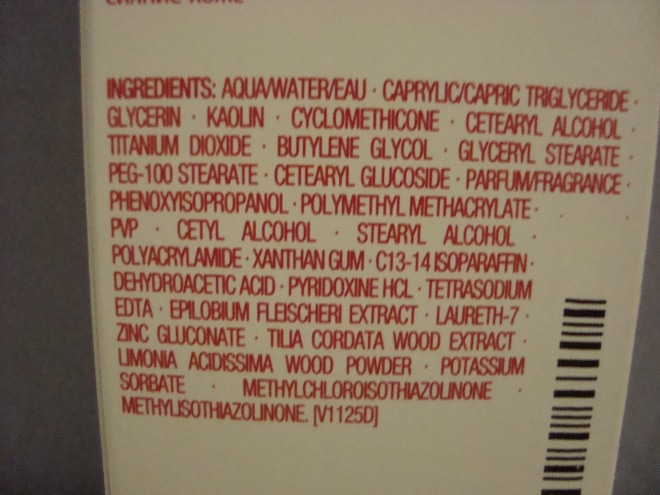 INGREDIENTS: AQUA/WATER/EAU · CAPRYLIC/CAPRIC TRIGLYCERIDE ·
GLYCERIN · KAOLIN · CYCLOMETHICONE · CETEARYL ALCOHOL ·
TITANIUM DIOXIDE · BUTYLENE GLYCOL · GLYCERYL STEARATE ·
PEG-100 STEARATE · CETEARYL GLUCOSIDE · PARFUM/FRAGRANCE ·
PHENOXYISOPROPANOL · POLYMETHYL METHACRYLATE ·
PVP · CETYL ALCOHOL · STEARYL ALCOHOL ·
POLYACRYLAMIDE · XANTHAN GUM · C13-14 ISOPARAFFIN ·
DEHYDROACETIC ACID · PYRIDOXINE HCL · TETRASODIUM
EDTA · EPILOBIUM FLEISCHERI EXTRACT · LAURETH-7 ·
ZINC GLUCONATE · TILIA CORDATA WOOD EXTRACT ·
LIMONIA ACIDISSIMA WOOD POWDER · POTASSIUM
SORBATE · METHYLCHLOROISOTHIAZOLINONE ·
METHYLISOTHIAZOLINONE. [V1125D]